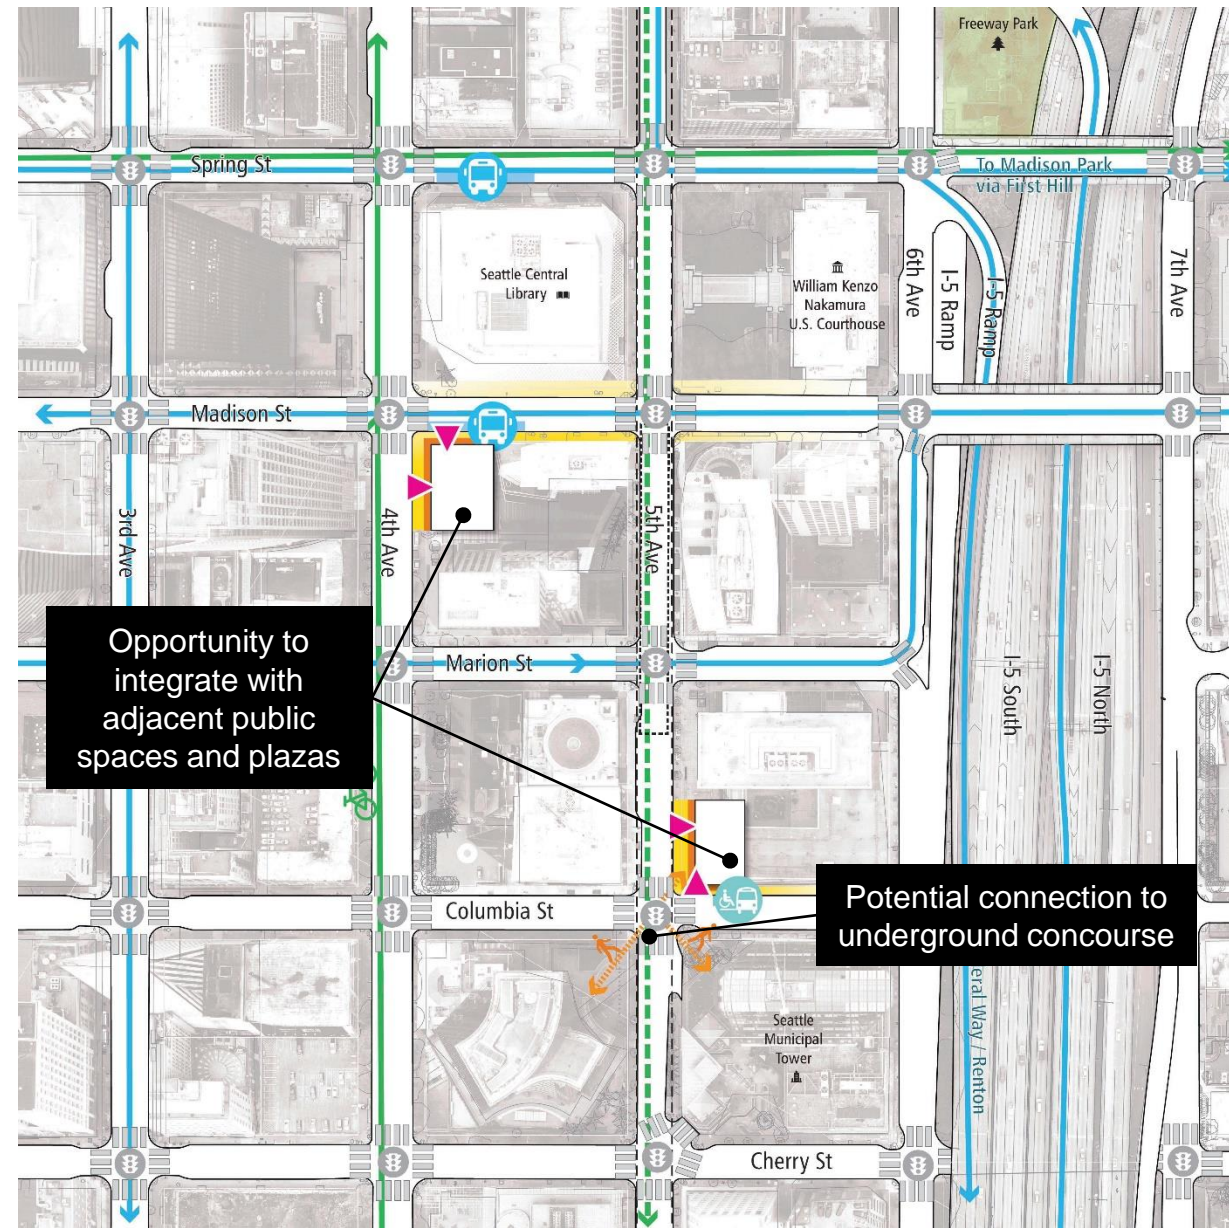 Freeway Park
Spring St
To Madison Park
via First Hill
Seattle Central
Library
William Kenzo
Nakamura
U.S. Courthouse
6th Ave
I-5 Ramp
I-5 Ramp
7th Ave
Madison St
3rd Ave
4th Ave
5th Ave
Opportunity to
integrate with
adjacent public
spaces and plazas
Marion St
I-5 South
I-5 North
Columbia St
Potential connection to
underground concourse
Seattle
Municipal
Tower
eral Way / Renton
Cherry St